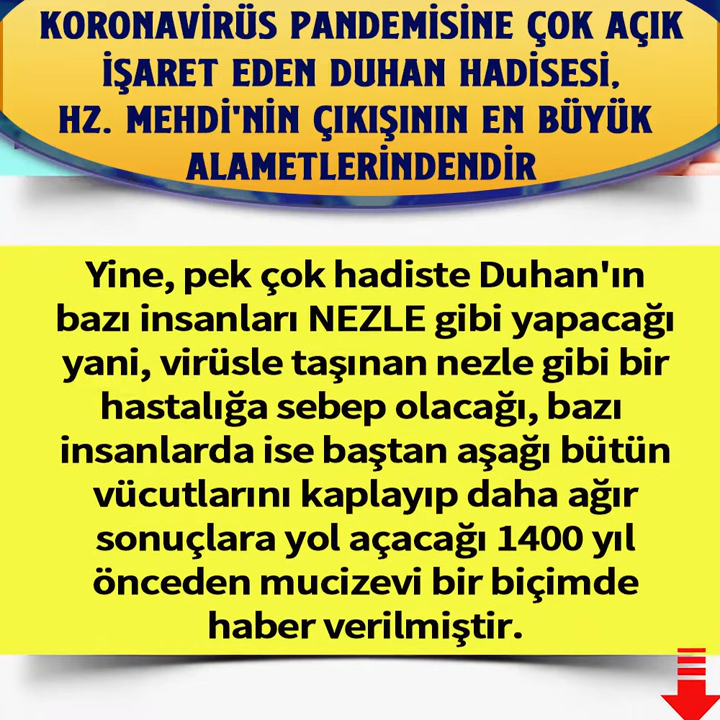 KORONAVİRÜS PANDEMİSİNE ÇOK AÇIK
İŞARET EDEN DUHAN HADİSESİ,
HZ. MEHDİ'NİN ÇIKIŞININ EN BÜYÜK
ALAMETLERİNDENDİR
Yine, pek çok hadiste Duhan'ın
bazı insanları NEZLE gibi yapacağı
yani, virüsle taşınan nezle gibi bir
hastalığa sebep olacağı, bazı
insanlarda ise baştan aşağı bütün
vücutlarını kaplayıp daha ağır
sonuçlara yol açacağı 1400 yıl
önceden mucizevi bir biçimde
haber verilmiştir.